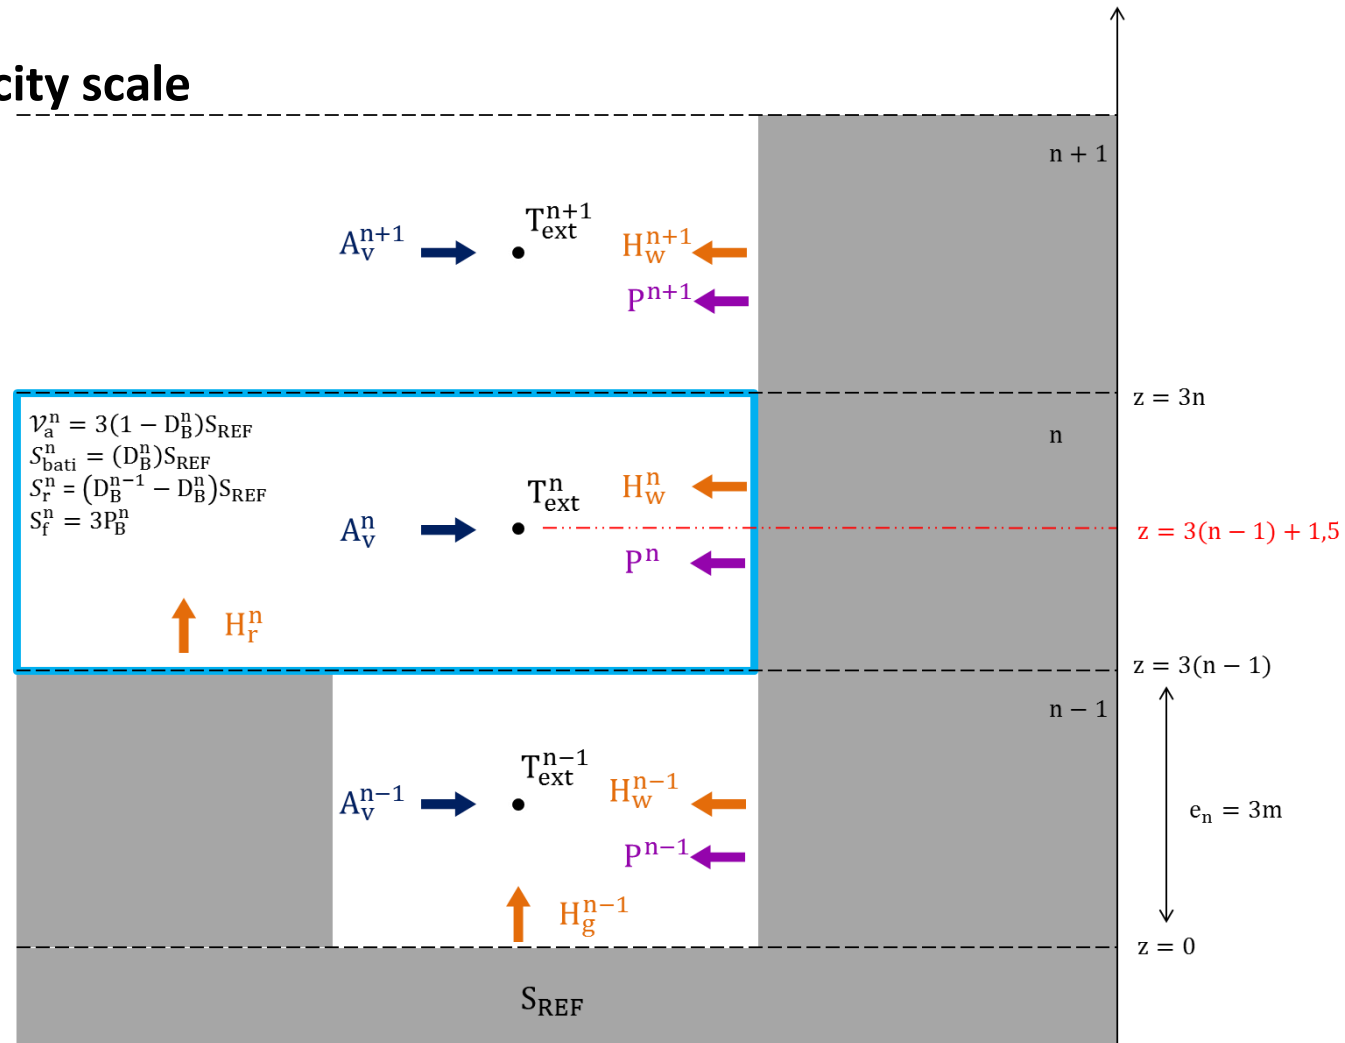 city scale
n + 1
T_ext^{n+1}
A_v^{n+1}
H_w^{n+1}
P^{n+1}
z = 3n
𝒱_a^n = 3(1 − D_B^n)S_REF
S_bati^n = (D_B^n)S_REF
S_r^n = (D_B^{n−1} − D_B^n)S_REF
S_f^n = 3P_B^n
n
T_ext^n
H_w^n
A_v^n
z = 3(n − 1) + 1,5
P^n
H_r^n
z = 3(n − 1)
n − 1
T_ext^{n−1}
A_v^{n−1}
H_w^{n−1}
e_n = 3m
P^{n−1}
H_g^{n−1}
z = 0
S_REF